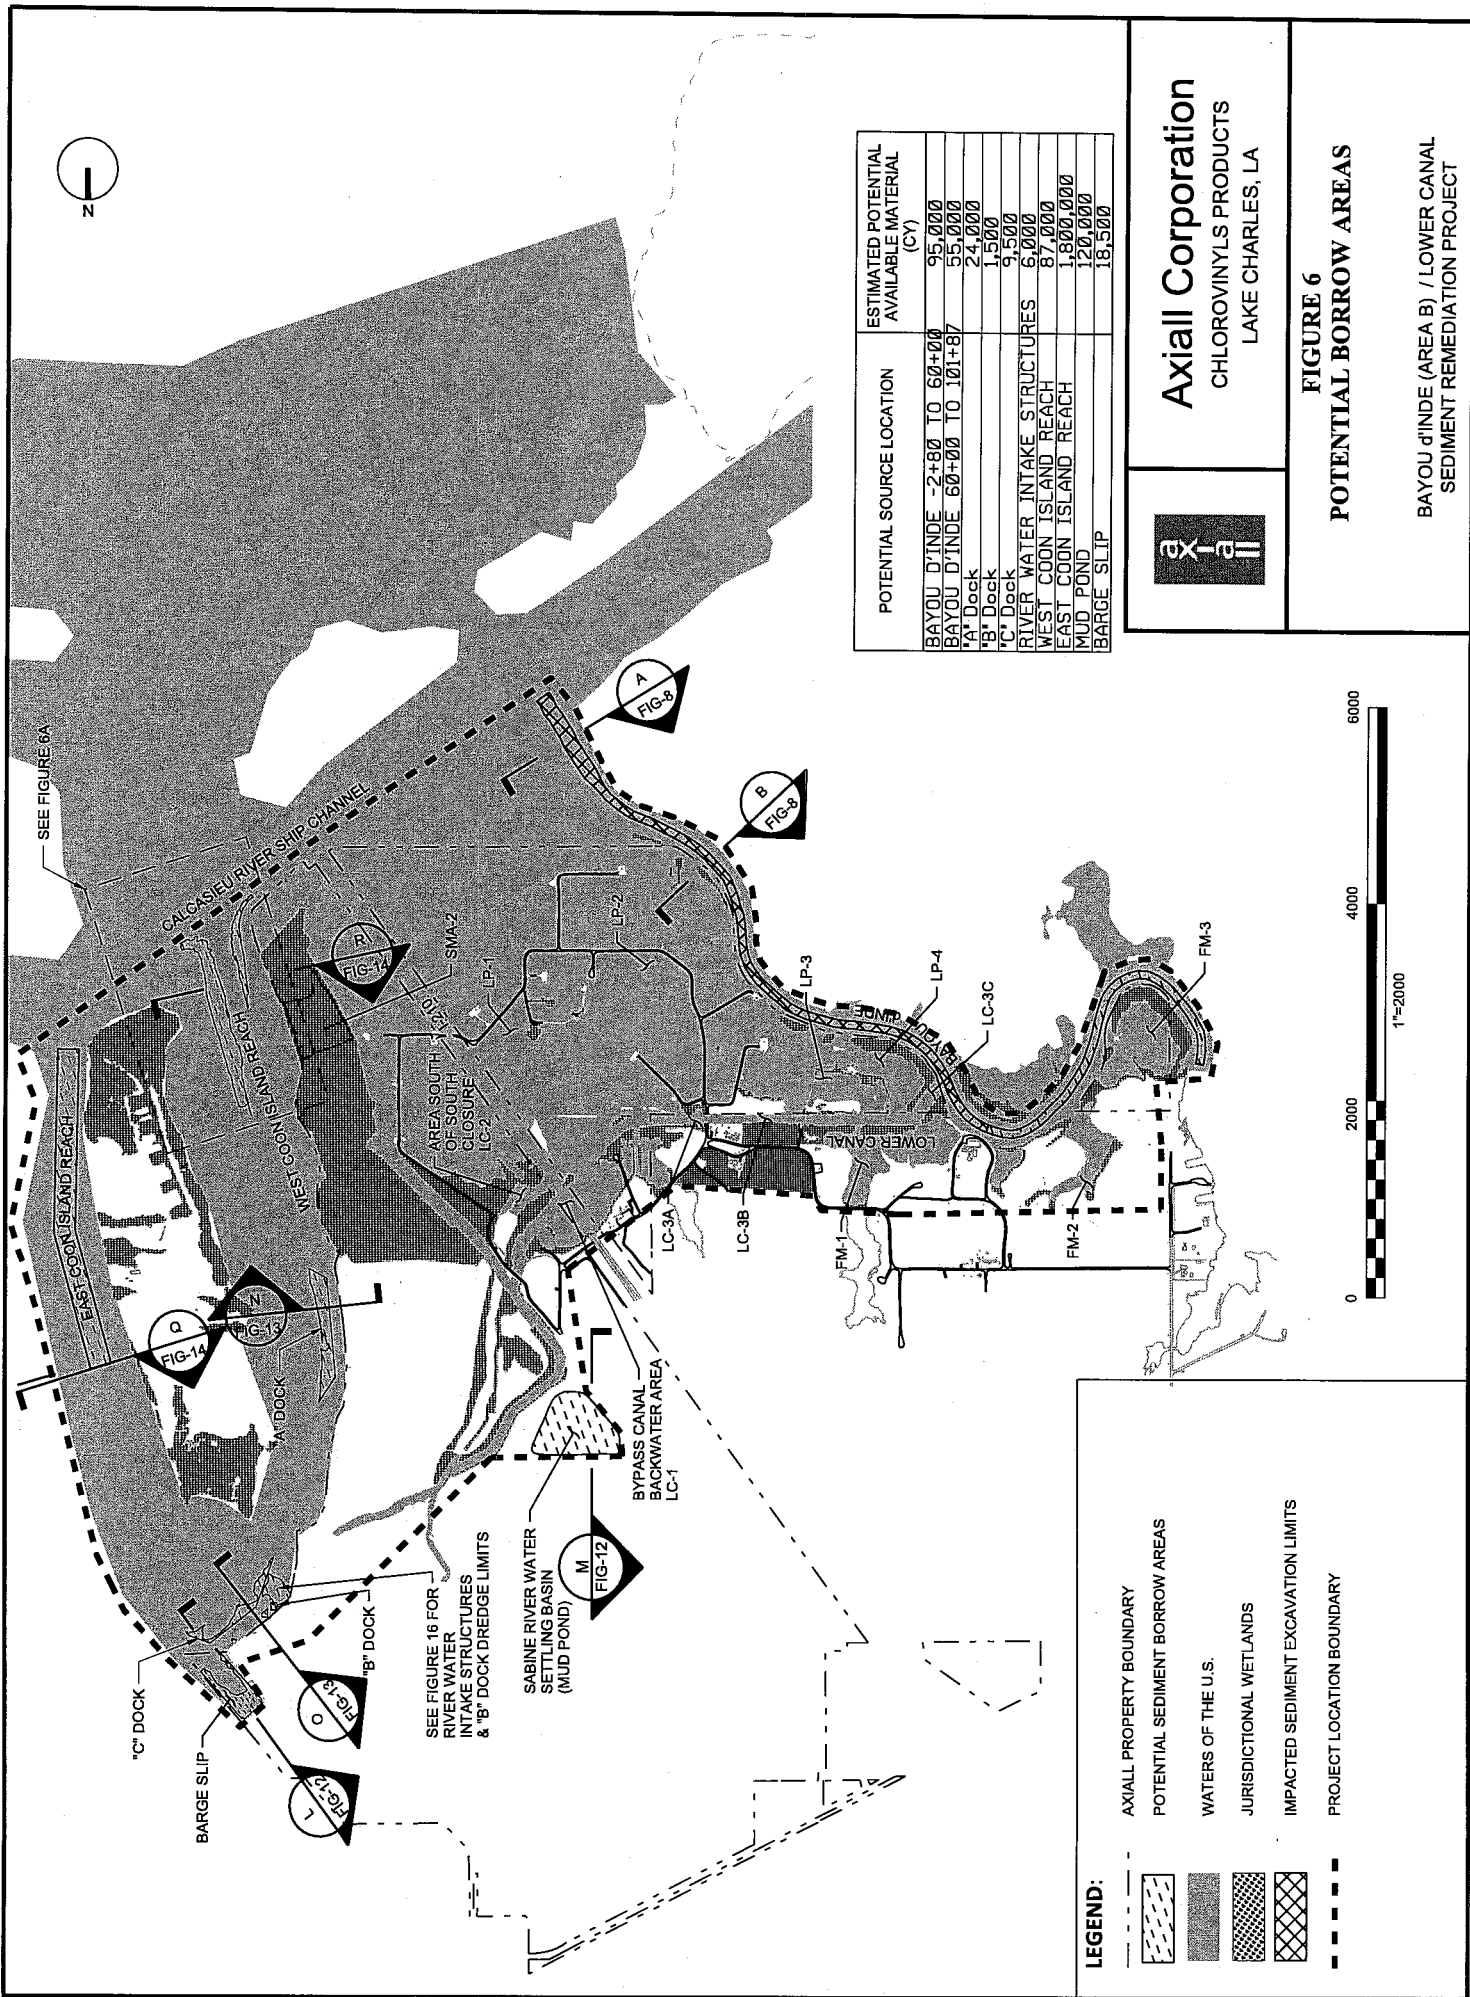 N
SEE FIGURE 6A
CALCASIEU RIVER SHIP CHANNEL
EAST COON ISLAND REACH
WEST COON ISLAND REACH
"C" DOCK
BARGE SLIP
"B" DOCK
"A" DOCK
SEE FIGURE 16 FOR
RIVER WATER
INTAKE STRUCTURES
& "B" DOCK DREDGE LIMITS
SABINE RIVER WATER
SETTLING BASIN
(MUD POND)
BYPASS CANAL
BACKWATER AREA
LC-1
AREA SOUTH
OF SOUTH
CLOSURE
LC-2
I-210
SMA-2
LP-1
LP-2
LP-3
LP-4
LC-3A
LC-3B
LC-3C
LOWER CANAL
BAYOU D'INDE
FM-1
FM-2
FM-3
L
FIG-12
O
FIG-13
Q
FIG-14
N
FIG-13
R
FIG-14
M
FIG-12
A
FIG-8
B
FIG-8
POTENTIAL SOURCE LOCATION
ESTIMATED POTENTIAL
AVAILABLE MATERIAL
(CY)
BAYOU D'INDE -2+80 TO 60+00 95,000
BAYOU D'INDE 60+00 TO 101+87 55,000
"A" Dock 24,000
"B" Dock 1,500
"C" Dock 9,500
RIVER WATER INTAKE STRUCTURES 6,000
WEST COON ISLAND REACH 87,000
EAST COON ISLAND REACH 1,800,000
MUD POND 120,000
BARGE SLIP 18,500
0 2000 4000 6000
1"=2000
LEGEND:
AXIALL PROPERTY BOUNDARY
POTENTIAL SEDIMENT BORROW AREAS
WATERS OF THE U.S.
JURISDICTIONAL WETLANDS
IMPACTED SEDIMENT EXCAVATION LIMITS
PROJECT LOCATION BOUNDARY
axiall
Axiall Corporation
CHLOROVINYLS PRODUCTS
LAKE CHARLES, LA
FIGURE 6
POTENTIAL BORROW AREAS
BAYOU d'INDE (AREA B) / LOWER CANAL
SEDIMENT REMEDIATION PROJECT